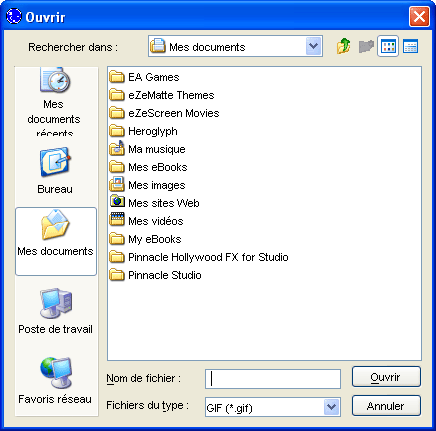 Ouvrir
Rechercher dans :
Mes documents
Mes
documents
récents
Bureau
Mes documents
Poste de travail
Favoris réseau
EA Games
eZeMatte Themes
eZeScreen Movies
Heroglyph
Ma musique
Mes eBooks
Mes images
Mes sites Web
Mes vidéos
My eBooks
Pinnacle Hollywood FX for Studio
Pinnacle Studio
Nom de fichier :
Ouvrir
Fichiers du type :
GIF (*.gif)
Annuler